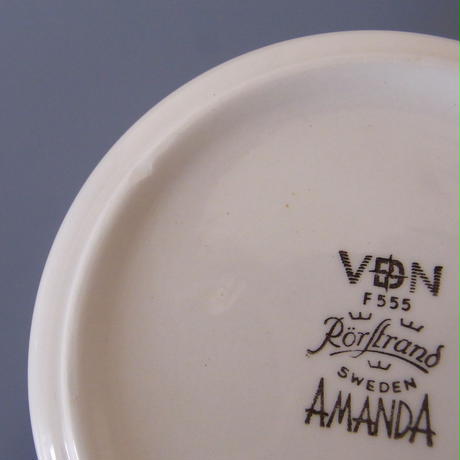 VDN
F555
Rörstrand
SWEDEN
AMANDA